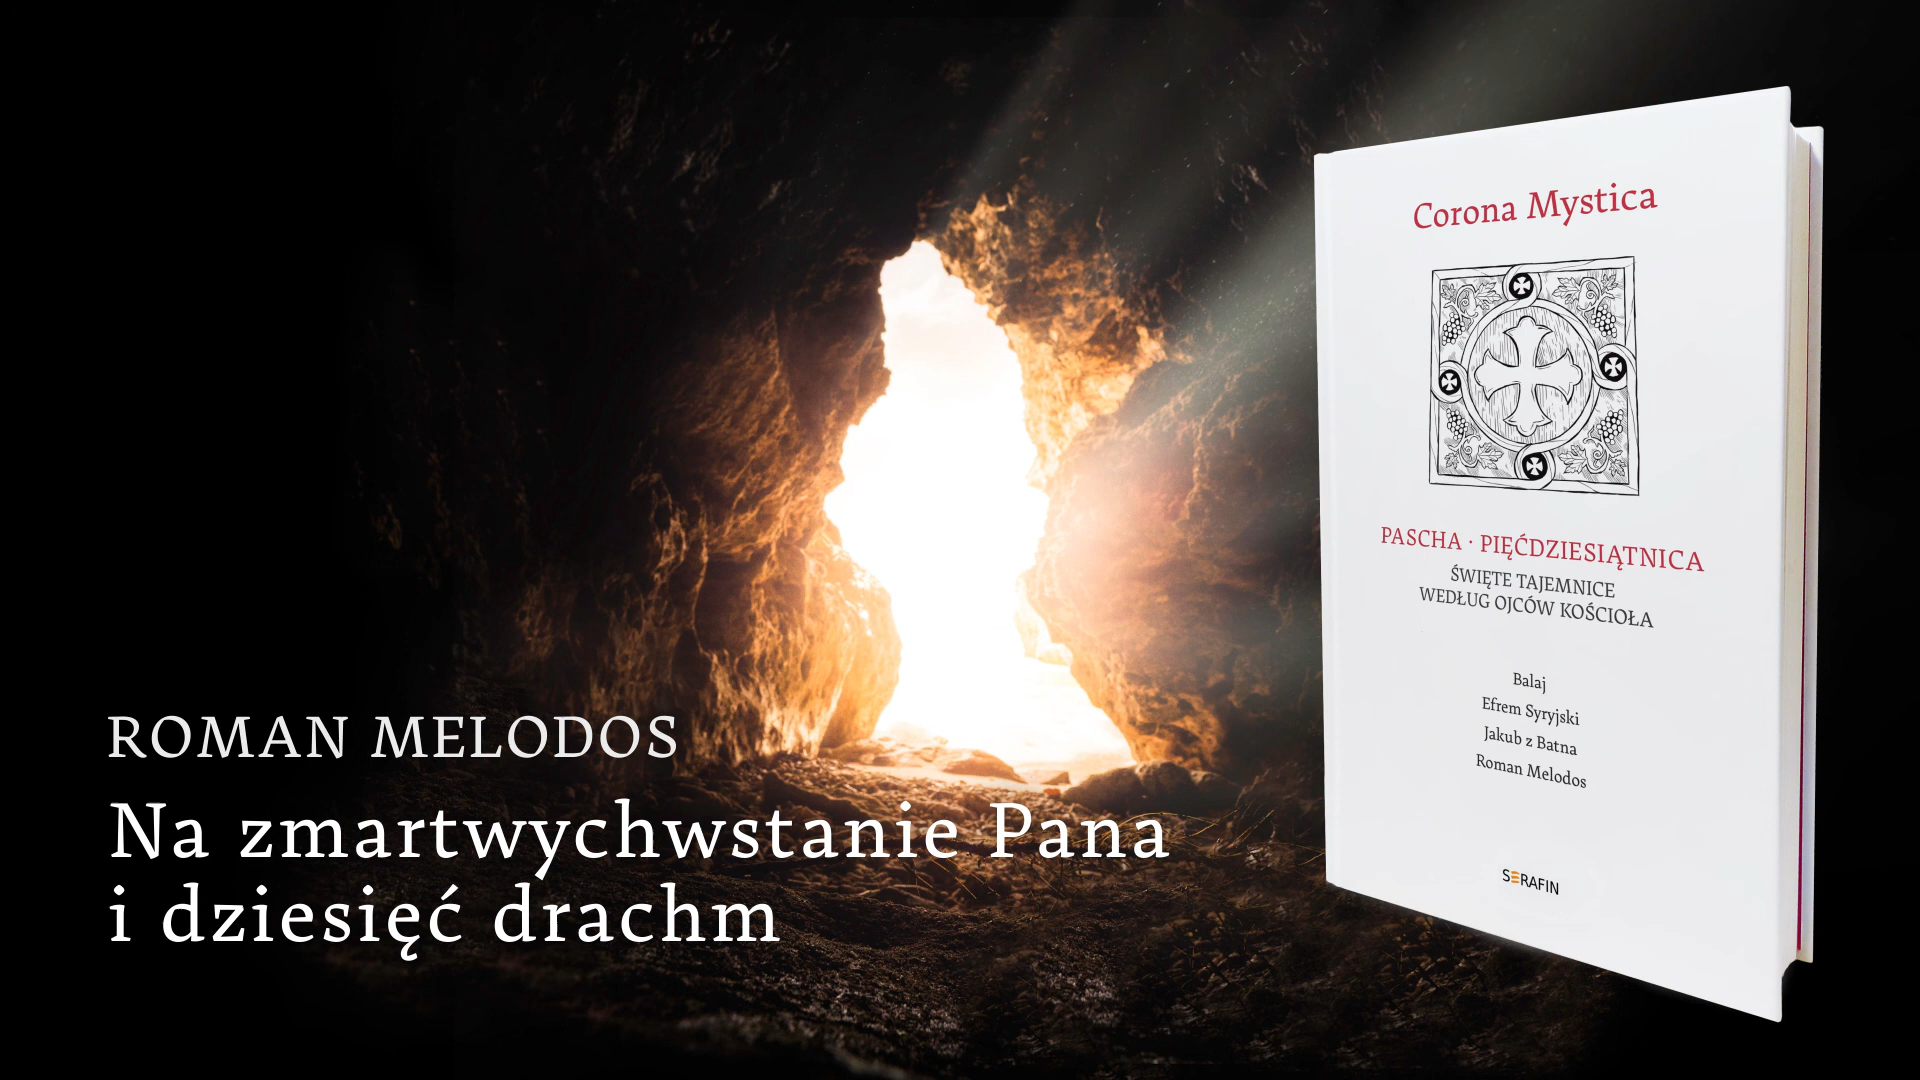 ROMAN MELODOS
Na zmartwychwstanie Pana
i dziesięć drachm
Corona Mystica
PASCHA · PIĘĆDZIESIĄTNICA
ŚWIĘTE TAJEMNICE
WEDŁUG OJCÓW KOŚCIOŁA
Balaj
Efrem Syryjski
Jakub z Batna
Roman Melodos
SERAFIN